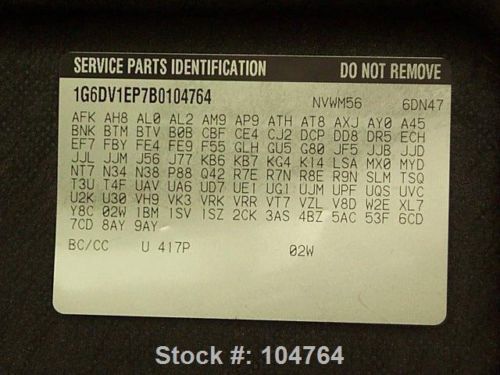 SERVICE PARTS IDENTIFICATION DO NOT REMOVE
1G6DV1EP7B0104764 NVWM56 6DN47
AFK AH8 AL0 AL2 AM9 AP9 ATH AT8 AXJ AY0 A45
BNK BTM BTV B0B CBF CE4 CJ2 DCP DD8 DR5 ECH
EF7 FBY FE4 FE9 F55 GLH GU5 G80 JF5 JJB JJD
JJL JJM J56 J77 KB6 KB7 KG4 K14 LSA MX0 MYD
NT7 N34 N38 P88 Q42 R7E R7N R8E R9N SLM TSQ
T3U T4F UAV UA6 UD7 UE1 UG1 UJM UPF UQS UVC
U2K U30 VH9 VK3 VRK VRR VT7 VZL V8D W2E XL7
Y8C 02W 1BM 1SV 1SZ 2CK 3AS 4BZ 5AC 53F 6CD
7CD 8AY 9AY
BC/CC U 417P 02W
Stock #: 104764